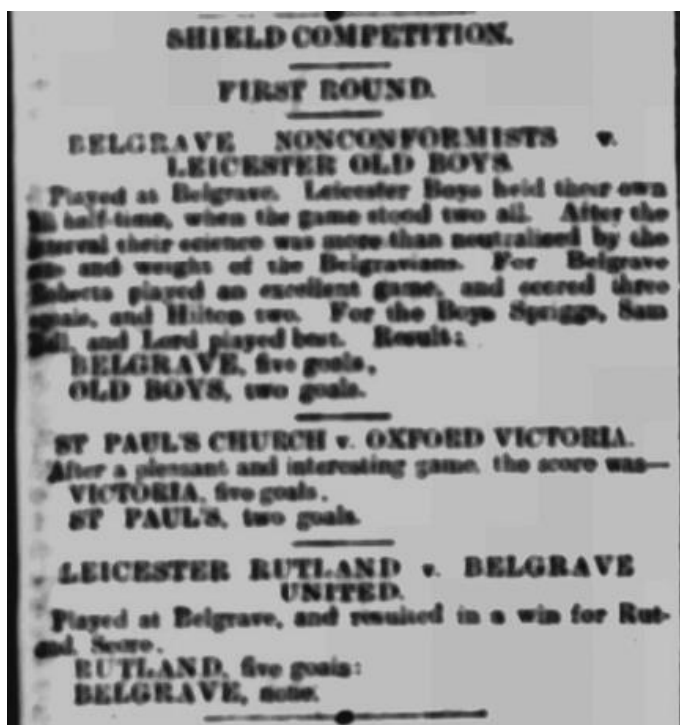 SHIELD COMPETITION.
FIRST ROUND.
BELGRAVE NONCONFORMISTS v.
LEICESTER OLD BOYS.
Played at Belgrave. Leicester Boys held their own
half-time, when the game stood two all. After the
interval their science was more than neutralised by the
and weight of the Belgravians. For Belgrave
Roberts played an excellent game, and scored three
goals, and Hilton two. For the Boys Spriggs, Sam
and Lord played best. Result:
BELGRAVE, five goals,
OLD BOYS, two goals.
ST PAUL'S CHURCH v. OXFORD VICTORIA.
After a pleasant and interesting game, the score was—
VICTORIA, five goals,
ST PAUL'S, two goals.
LEICESTER RUTLAND v. BELGRAVE
UNITED.
Played at Belgrave, and resulted in a win for Rut-
land. Score.
RUTLAND, five goals:
BELGRAVE, none.